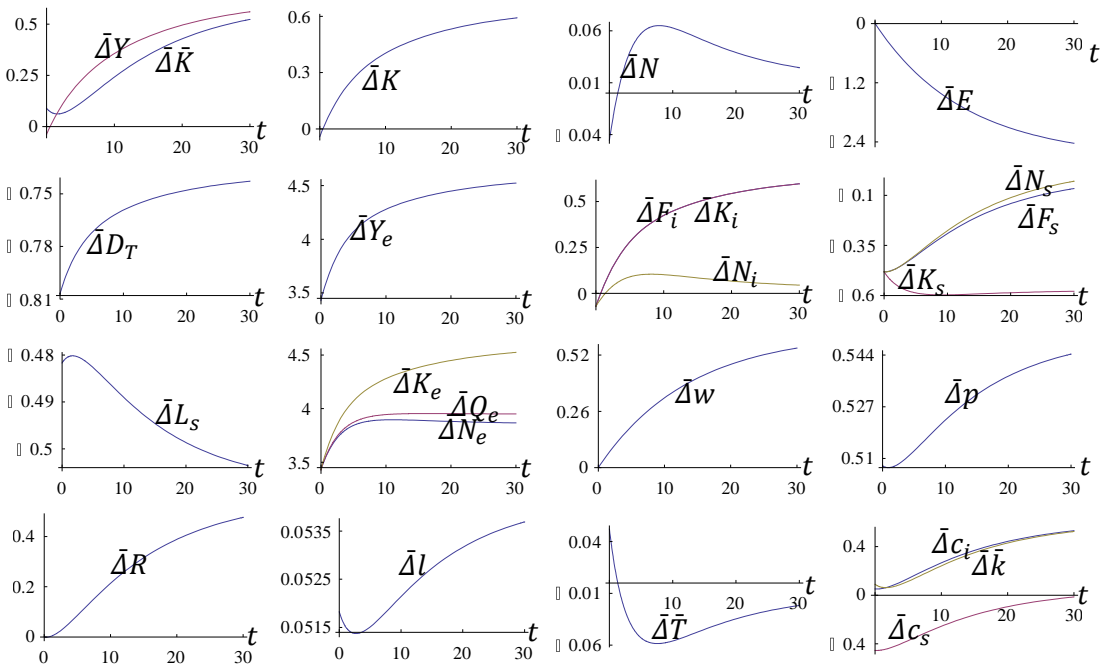 0.5
0.25
0
10 20 30
Δ̄Y
Δ̄K̄
t
0.6
0.3
0
10 20 30
Δ̄K
t
0.06
0.01
▯ 0.04
10 20 30
Δ̄N
t
0
▯ 1.2
▯ 2.4
10 20 30
Δ̄E
t
▯ 0.75
▯ 0.78
▯ 0.81
0 10 20 30
Δ̄D_T
t
4.5
4
3.5
0 10 20 30
Δ̄Y_e
t
0.5
0.25
0
0 10 20 30
Δ̄F_i Δ̄K_i
Δ̄N_i
t
▯ 0.1
▯ 0.35
▯ 0.6
0 10 20 30
Δ̄N_s
Δ̄F_s
Δ̄K_s
t
▯ 0.48
▯ 0.49
▯ 0.5
0 10 20 30
Δ̄L_s
t
4.5
4
3.5
0 10 20 30
Δ̄K_e
Δ̄Q_e
Δ̄N_e
t
0.52
0.26
0
0 10 20 30
Δ̄w
t
0.544
0.527
0.51
0 10 20 30
Δ̄p
t
0.4
0.2
0
0 10 20 30
Δ̄R
t
0.0535
0.0525
0.0515
0 10 20 30
Δ̄l
t
0.04
▯ 0.01
▯ 0.06
10 20 30
Δ̄T̄
t
0.4
0
▯ 0.4
10 20 30
Δ̄c_i
Δ̄k̄
Δ̄c_s
t